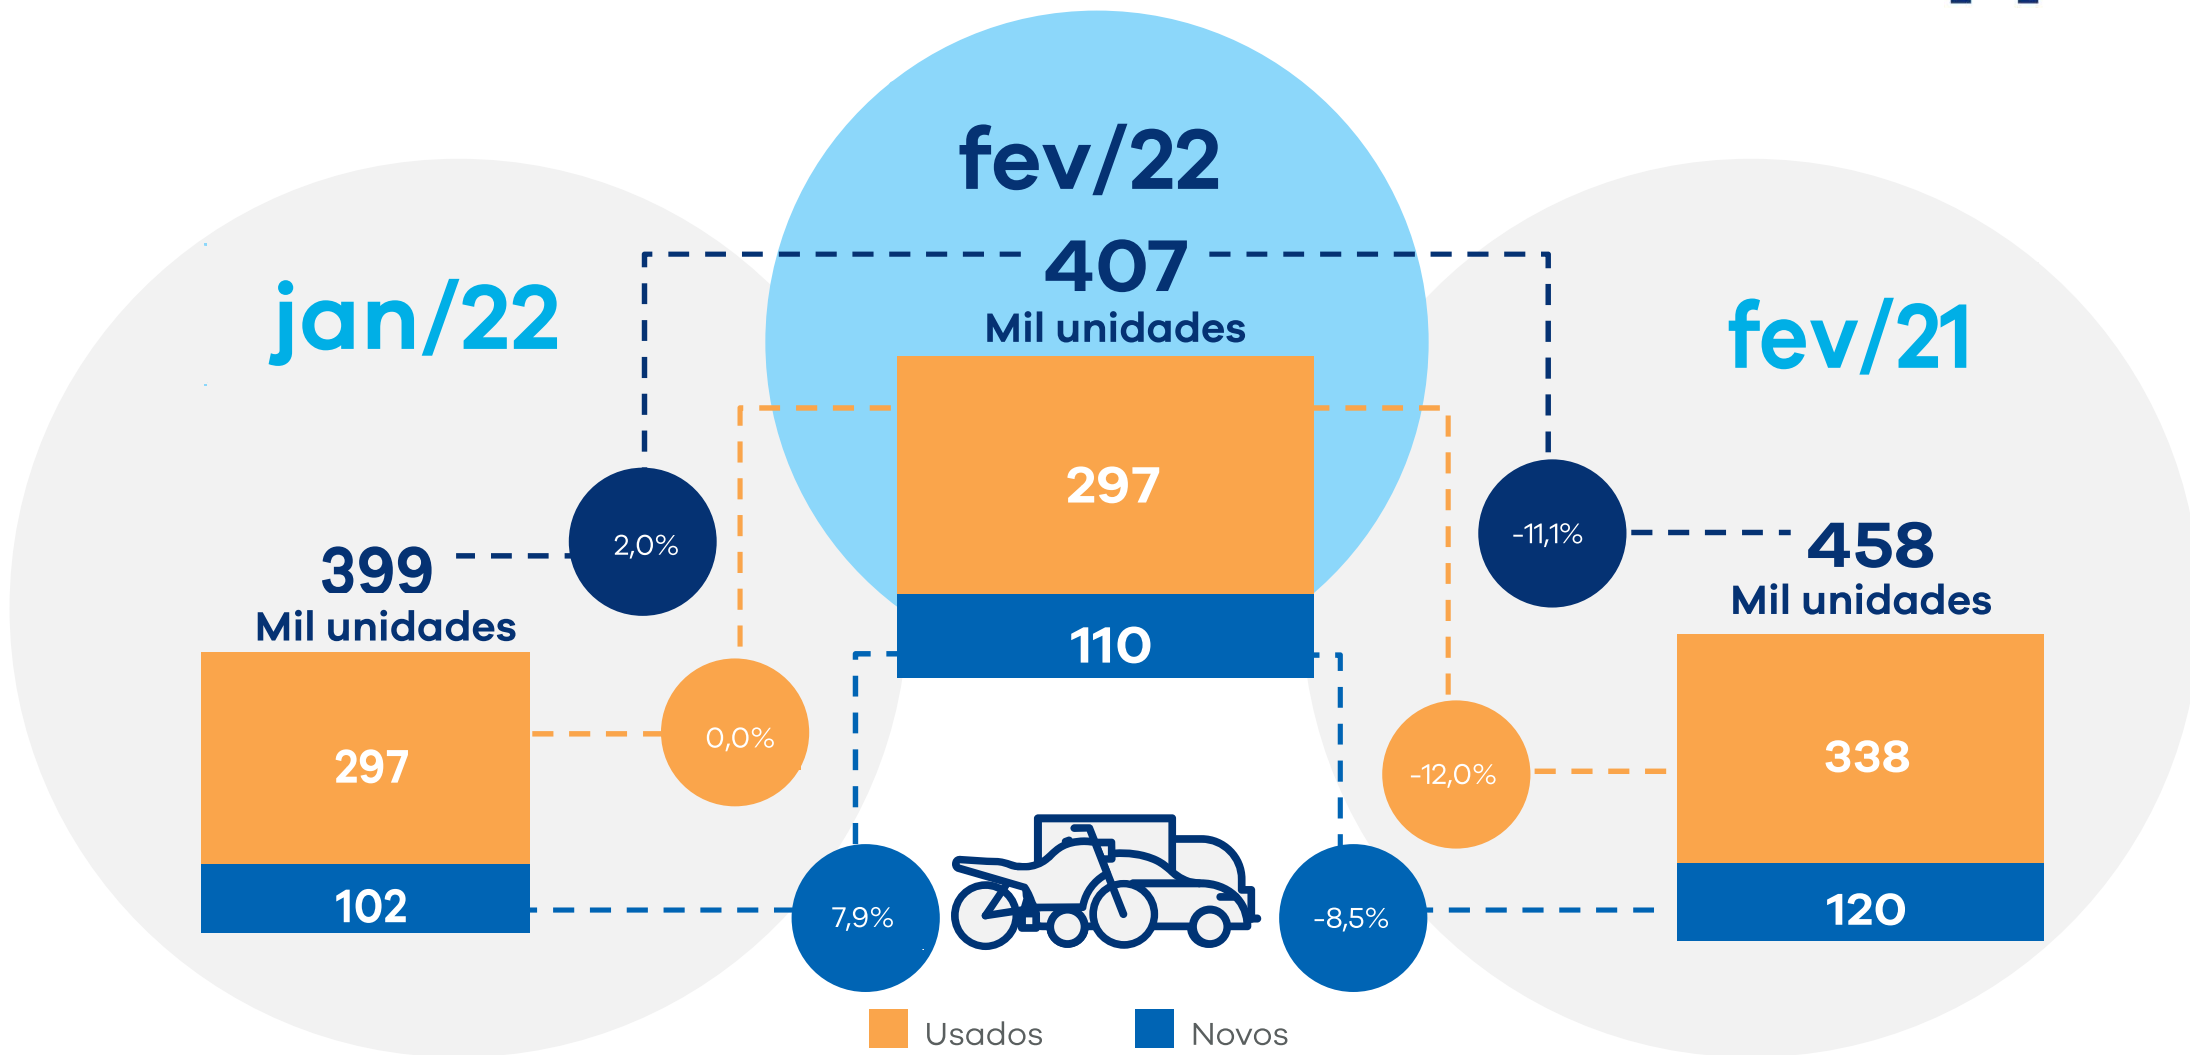 fev/22
407
Mil unidades
297
110
jan/22
399
Mil unidades
297
102
fev/21
458
Mil unidades
338
120
2,0%
0,0%
7,9%
-11,1%
-12,0%
-8,5%
Usados
Novos